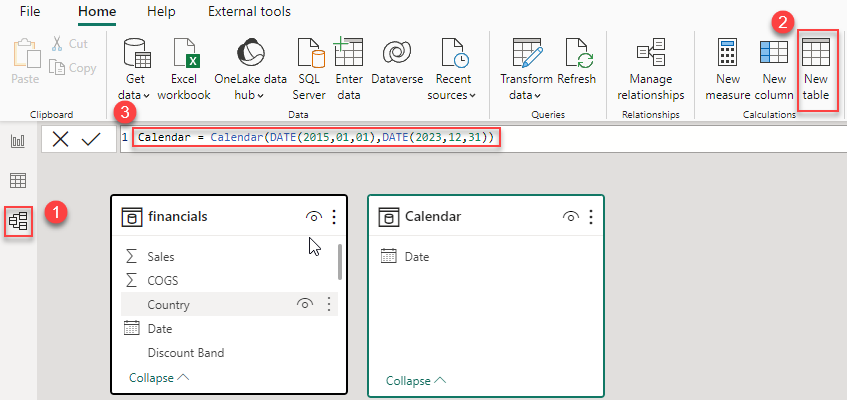 File Home Help External tools
2
Cut
Copy
Paste
Get data
Excel workbook
OneLake data hub
SQL Server
Enter data
Dataverse
Recent sources
Transform data
Refresh
Manage relationships
New measure
New column
New table
Clipboard Data Queries Relationships Calculations
3
1 Calendar = Calendar(DATE(2015,01,01),DATE(2023,12,31))
1
financials
Sales
COGS
Country
Date
Discount Band
Collapse
Calendar
Date
Collapse